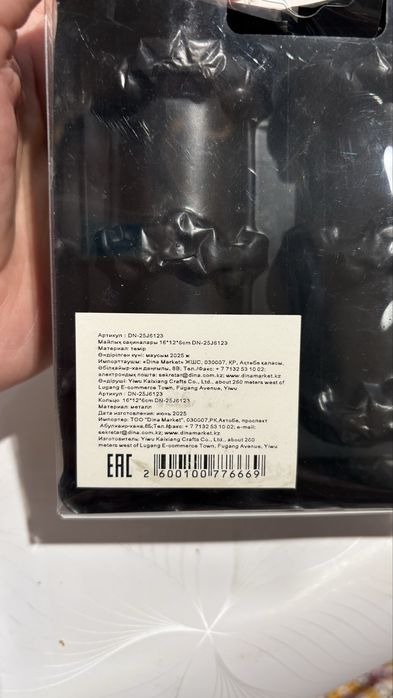 Артикул : DN-25J6123
Майлық сақиналары 16*12*6cm DN-25J6123
Материал: темір
Өндірілген күні: маусым 2025 ж
Импорттаушы: «Dina Market» ЖШС, 030007, ҚР, Ақтөбе қаласы,
Әбілқайыр-хан даңғылы, 8В; Тел./Факс: + 7 7132 53 10 02;
электрондық пошта: sekretar@dina.com.kz; www.dinamarket.kz
Өндіруші: Yiwu Kaixiang Crafts Co., Ltd., about 260 meters west of
Lugang E-commerce Town, Fugang Avenue, Yiwu
Артикул : DN-25J6123
Кольцо 16*12*6cm DN-25J6123
Материал: металл
Дата изготовления: июнь 2025
Импортер: ТОО "Dina Market", 030007,РК,Актобе, проспект
Абулхаир-хана,85;Тел./факс: + 7 7132 53 10 02; e-mail:
sekretar@dina.com.kz; www.dinamarket.kz
Изготовитель: Yiwu Kaixiang Crafts Co., Ltd., about 260
meters west of Lugang E-commerce Town, Fugang Avenue, Yiwu
EAC
2 600100 776669